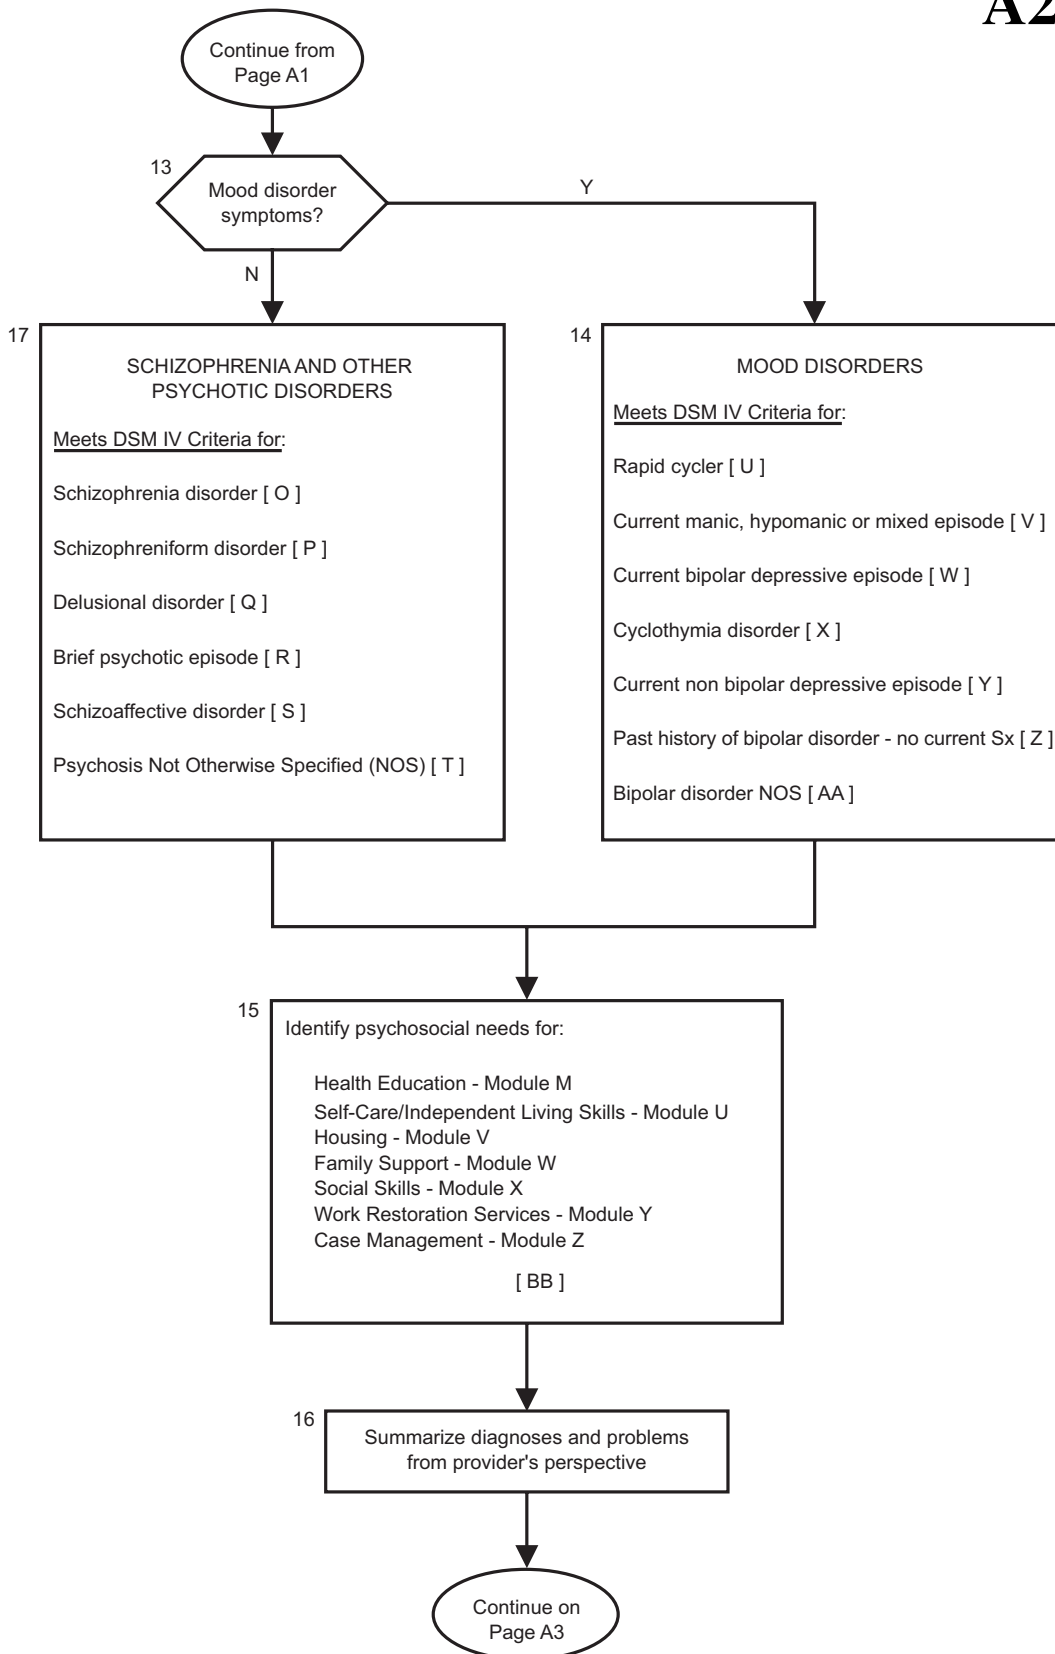 A2
Continue from
Page A1
13
Mood disorder
symptoms?
Y
N
17
SCHIZOPHRENIA AND OTHER
PSYCHOTIC DISORDERS
Meets DSM IV Criteria for:
Schizophrenia disorder [ O ]
Schizophreniform disorder [ P ]
Delusional disorder [ Q ]
Brief psychotic episode [ R ]
Schizoaffective disorder [ S ]
Psychosis Not Otherwise Specified (NOS) [ T ]
14
MOOD DISORDERS
Meets DSM IV Criteria for:
Rapid cycler [ U ]
Current manic, hypomanic or mixed episode [ V ]
Current bipolar depressive episode [ W ]
Cyclothymia disorder [ X ]
Current non bipolar depressive episode [ Y ]
Past history of bipolar disorder - no current Sx [ Z ]
Bipolar disorder NOS [ AA ]
15
Identify psychosocial needs for:
Health Education - Module M
Self-Care/Independent Living Skills - Module U
Housing - Module V
Family Support - Module W
Social Skills - Module X
Work Restoration Services - Module Y
Case Management - Module Z
[ BB ]
16
Summarize diagnoses and problems
from provider's perspective
Continue on
Page A3